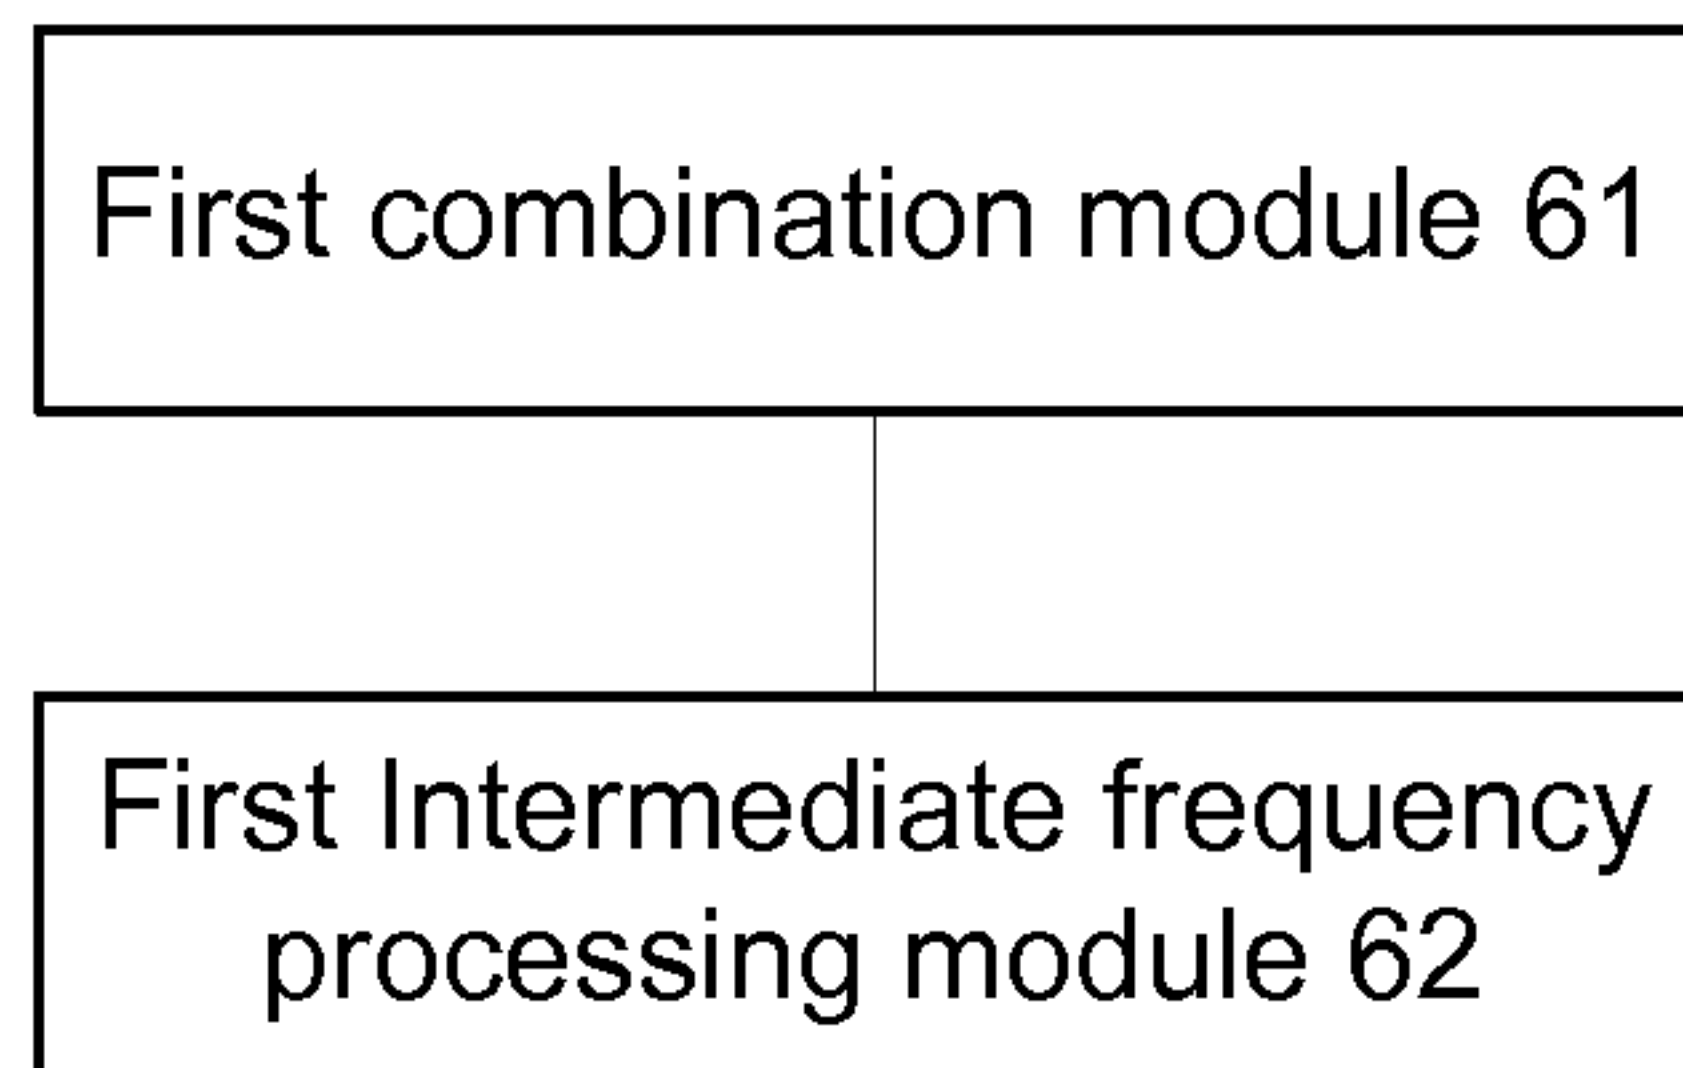 First combination module 61
First Intermediate frequency
processing module 62